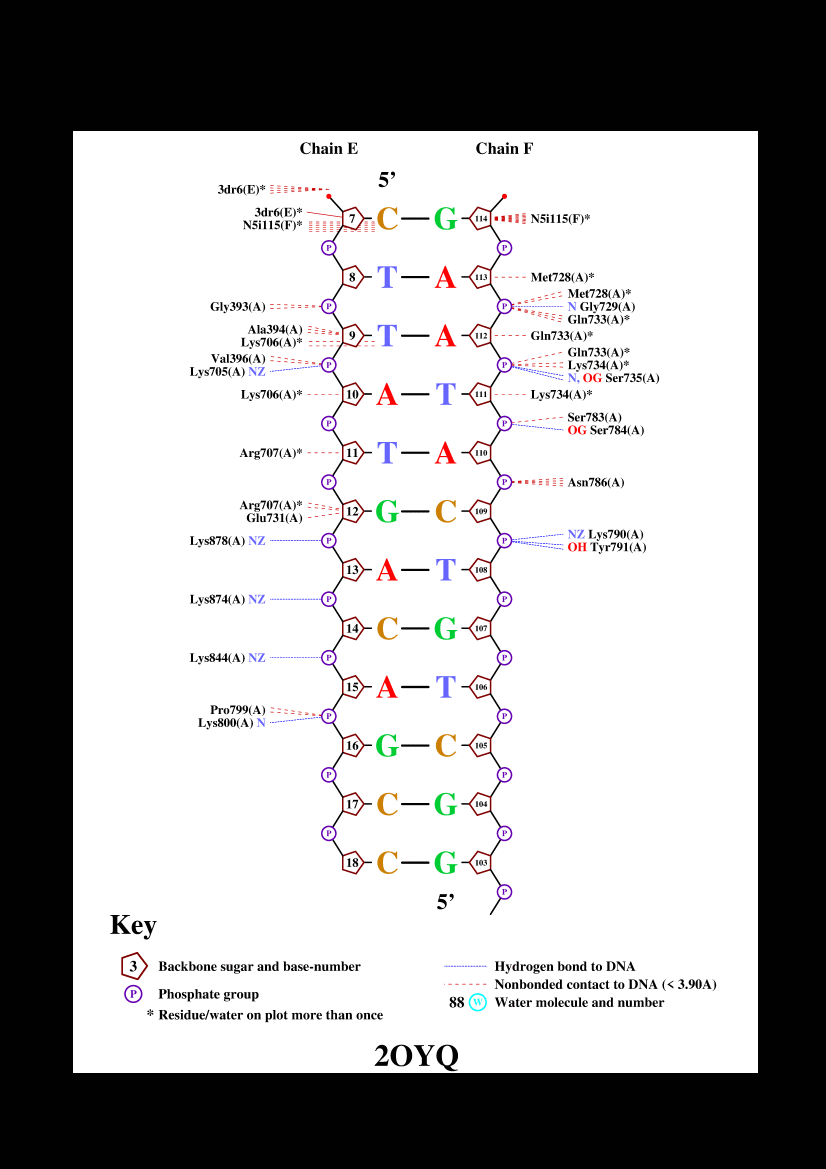 Chain E Chain F
5’
3dr6(E)*
3dr6(E)* 7 C G 114 N5i115(F)*
N5i115(F)*
P P
8 T A 113 Met728(A)*
Met728(A)*
Gly393(A) P P N Gly729(A)
Gln733(A)*
Ala394(A)
9 T A 112 Gln733(A)*
Lys706(A)*
Gln733(A)*
Val396(A)
P P Lys734(A)*
Lys705(A) NZ
N, OG Ser735(A)
Lys706(A)* 10 A T 111 Lys734(A)*
Ser783(A)
P P
OG Ser784(A)
Arg707(A)* 11 T A 110
P P Asn786(A)
Arg707(A)*
12 G C 109
Glu731(A)
NZ Lys790(A)
Lys878(A) NZ P P
OH Tyr791(A)
13 A T 108
Lys874(A) NZ P P
14 C G 107
Lys844(A) NZ P P
15 A T 106
Pro799(A)
P P
Lys800(A) N
16 G C 105
P P
17 C G 104
P P
18 C G 103
P
5’
Key
3 Backbone sugar and base-number
P Phosphate group
* Residue/water on plot more than once
Hydrogen bond to DNA
Nonbonded contact to DNA (< 3.90A)
88 W Water molecule and number
2OYQ